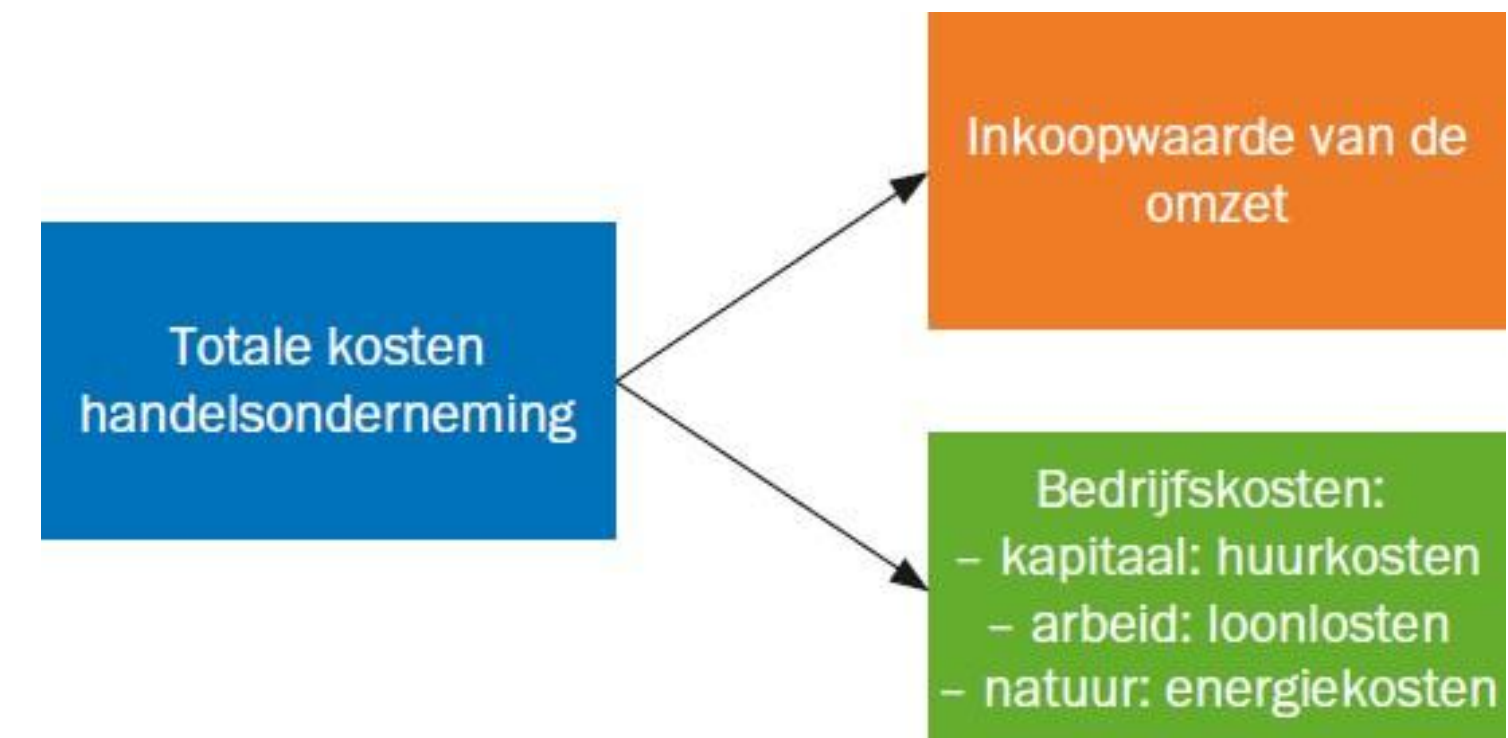 Totale kosten
handelsonderneming
Inkoopwaarde van de
omzet
Bedrijfskosten:
– kapitaal: huurkosten
– arbeid: loonlosten
– natuur: energiekosten